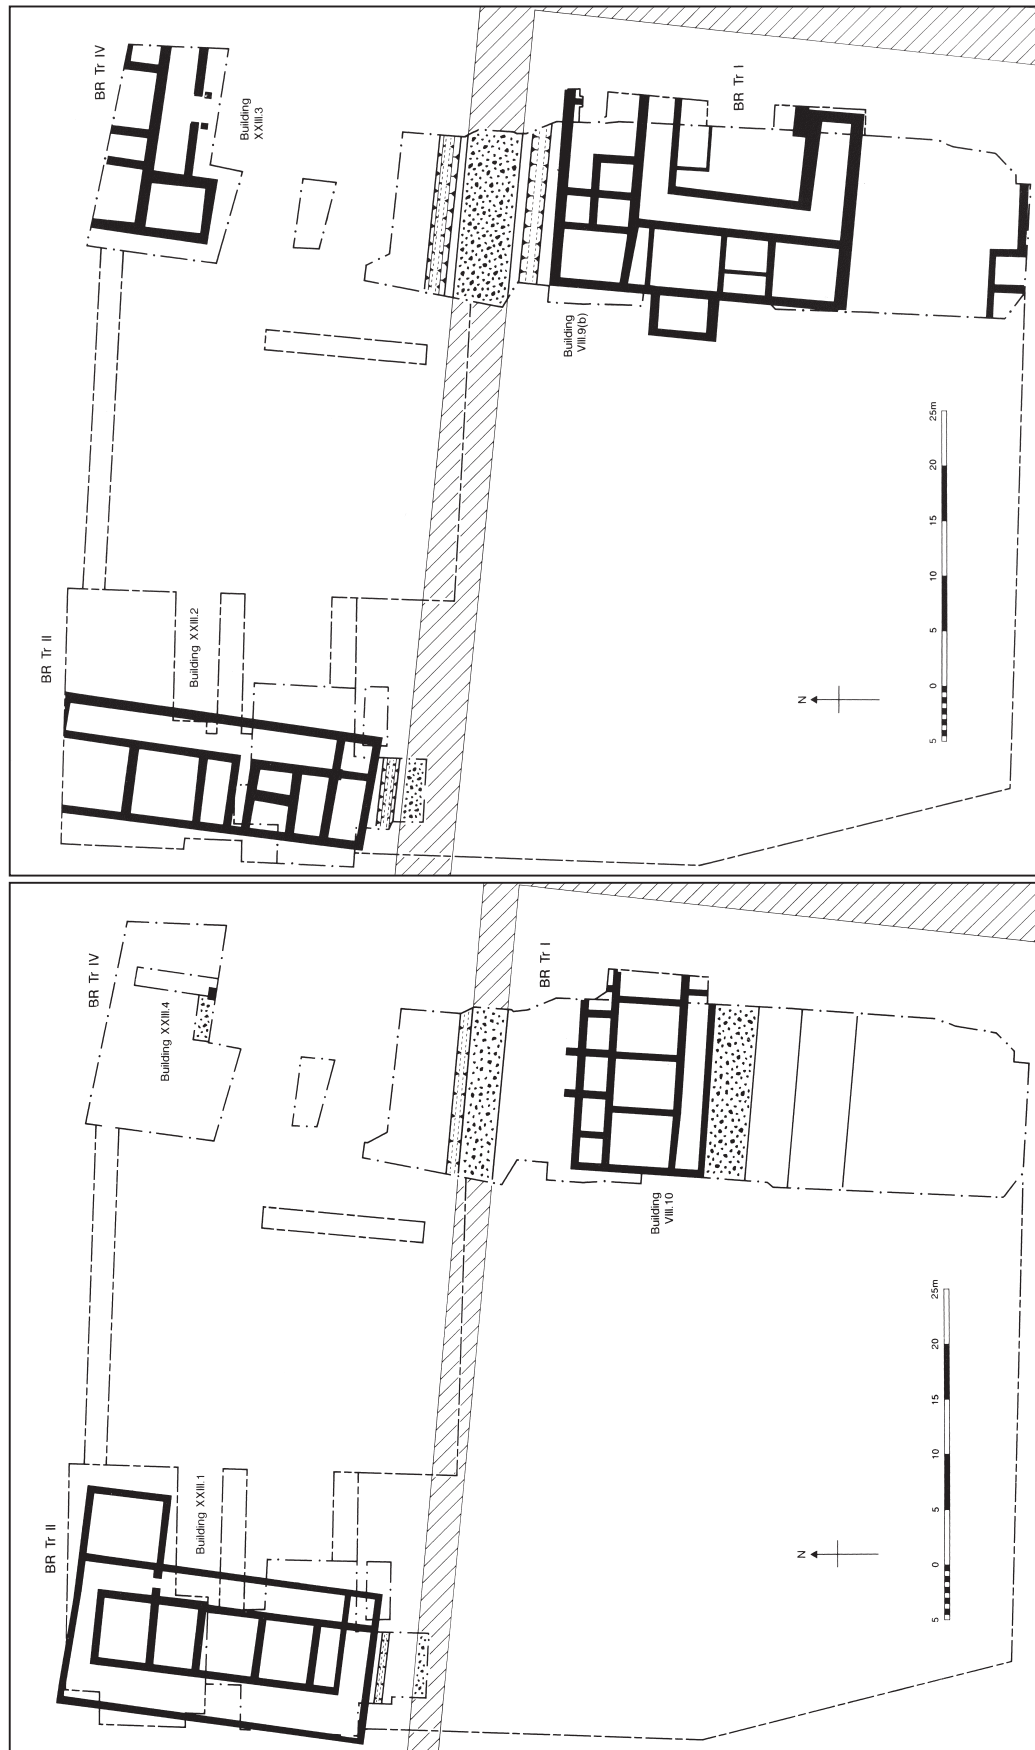 BR Tr IV
Building
XXIII.3
BR Tr I
Building
VIII.9(b)
BR Tr II
Building XXIII.2
N
5
0
5
10
15
20
25m
BR Tr IV
Building XXIII.4
BR Tr I
Building
VIII.10
BR Tr II
Building XXIII.1
N
5
0
5
10
15
20
25m